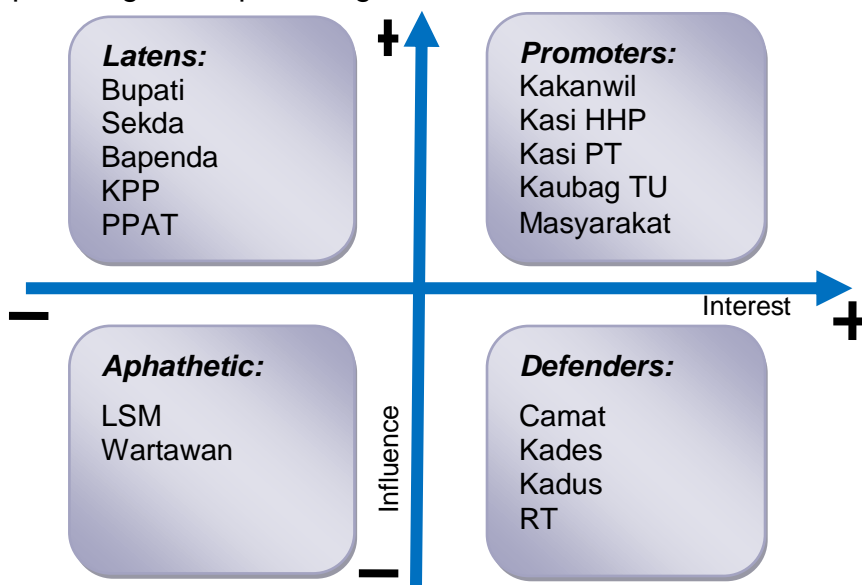 Latens:
Bupati
Sekda
Bapenda
KPP
PPAT
+
Promoters:
Kakanwil
Kasi HHP
Kasi PT
Kaubag TU
Masyarakat
Interest
–
+
Aphathetic:
LSM
Wartawan
Influence
–
Defenders:
Camat
Kades
Kadus
RT